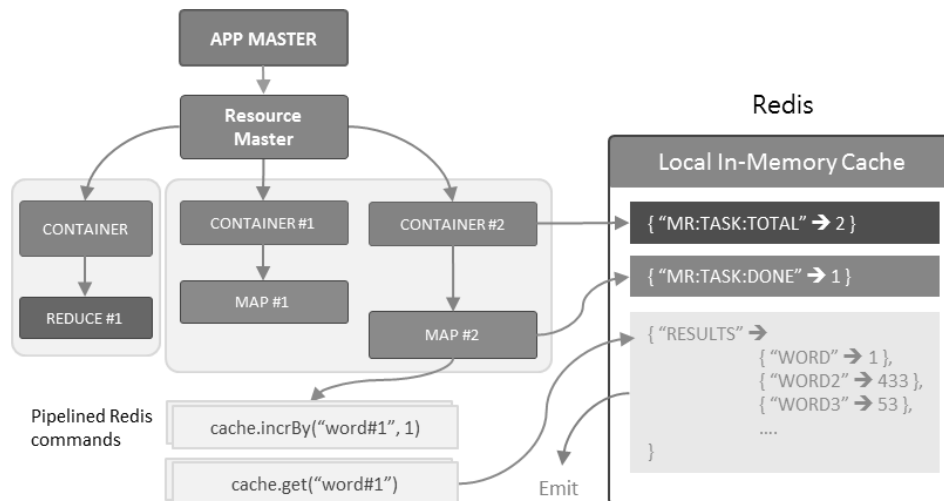 APP MASTER
Resource
Master
CONTAINER
REDUCE #1
CONTAINER #1
MAP #1
CONTAINER #2
MAP #2
Pipelined Redis
commands
cache.incrBy(“word#1”, 1)
cache.get(“word#1”)
Redis
Local In-Memory Cache
{ “MR:TASK:TOTAL” ➔ 2 }
{ “MR:TASK:DONE” ➔ 1 }
{ “RESULTS” ➔
{ “WORD” ➔ 1 },
{ “WORD2” ➔ 433 },
{ “WORD3” ➔ 53 },
....
}
Emit